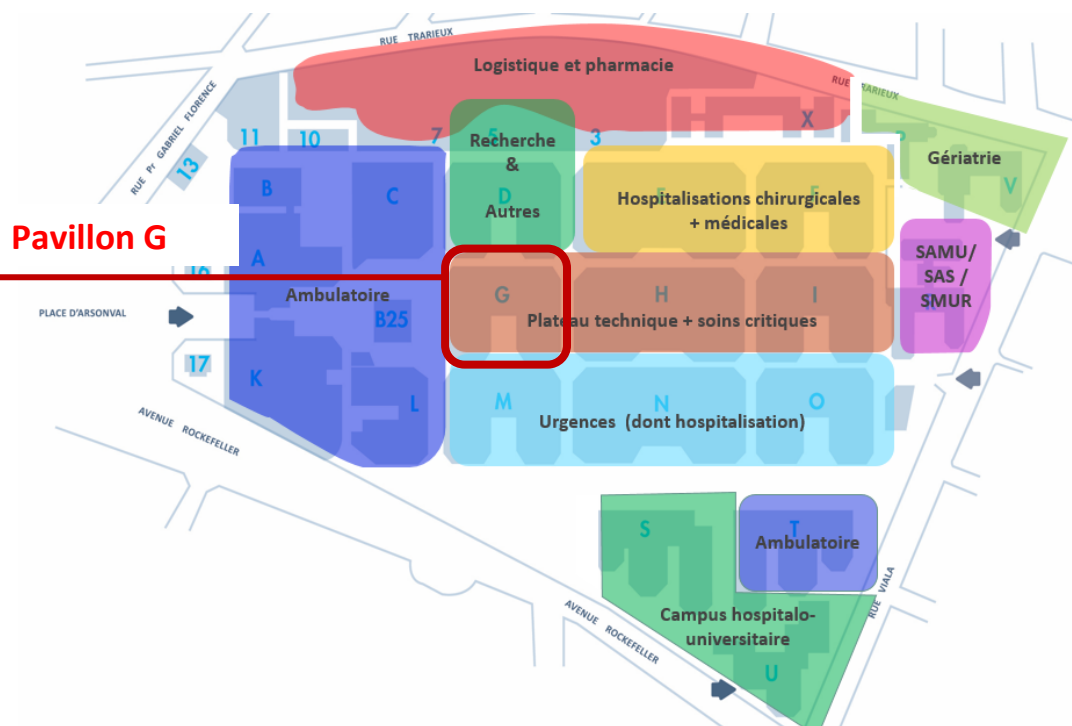 RUE TRARIEUX
Logistique et pharmacie
RUE Pr GABRIEL FLORENCE
RUE TRARIEUX
11
10
7
5
3
X
13
Recherche
&
D
Autres
Gériatrie
V
B
C
Hospitalisations chirurgicales
+ médicales
E
F
Pavillon G
16
A
SAMU/
SAS /
SMUR
Ambulatoire
G
H
I
PLACE D'ARSONVAL
B25
Plateau technique + soins critiques
17
K
L
M
N
O
AVENUE ROCKEFELLER
Urgences (dont hospitalisation)
S
T
Ambulatoire
AVENUE ROCKEFELLER
Campus hospitalo-
universitaire
RUE VIALA
U